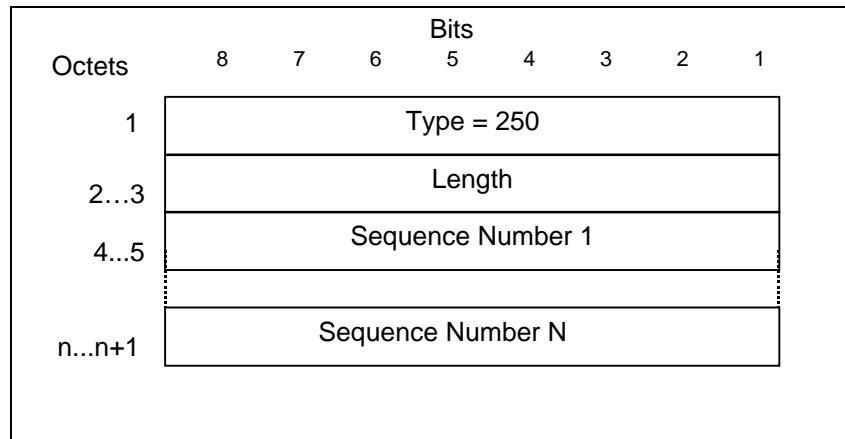 Bits
Octets 8 7 6 5 4 3 2 1
1 Type = 250
2…3 Length
4...5 Sequence Number 1
n...n+1 Sequence Number N